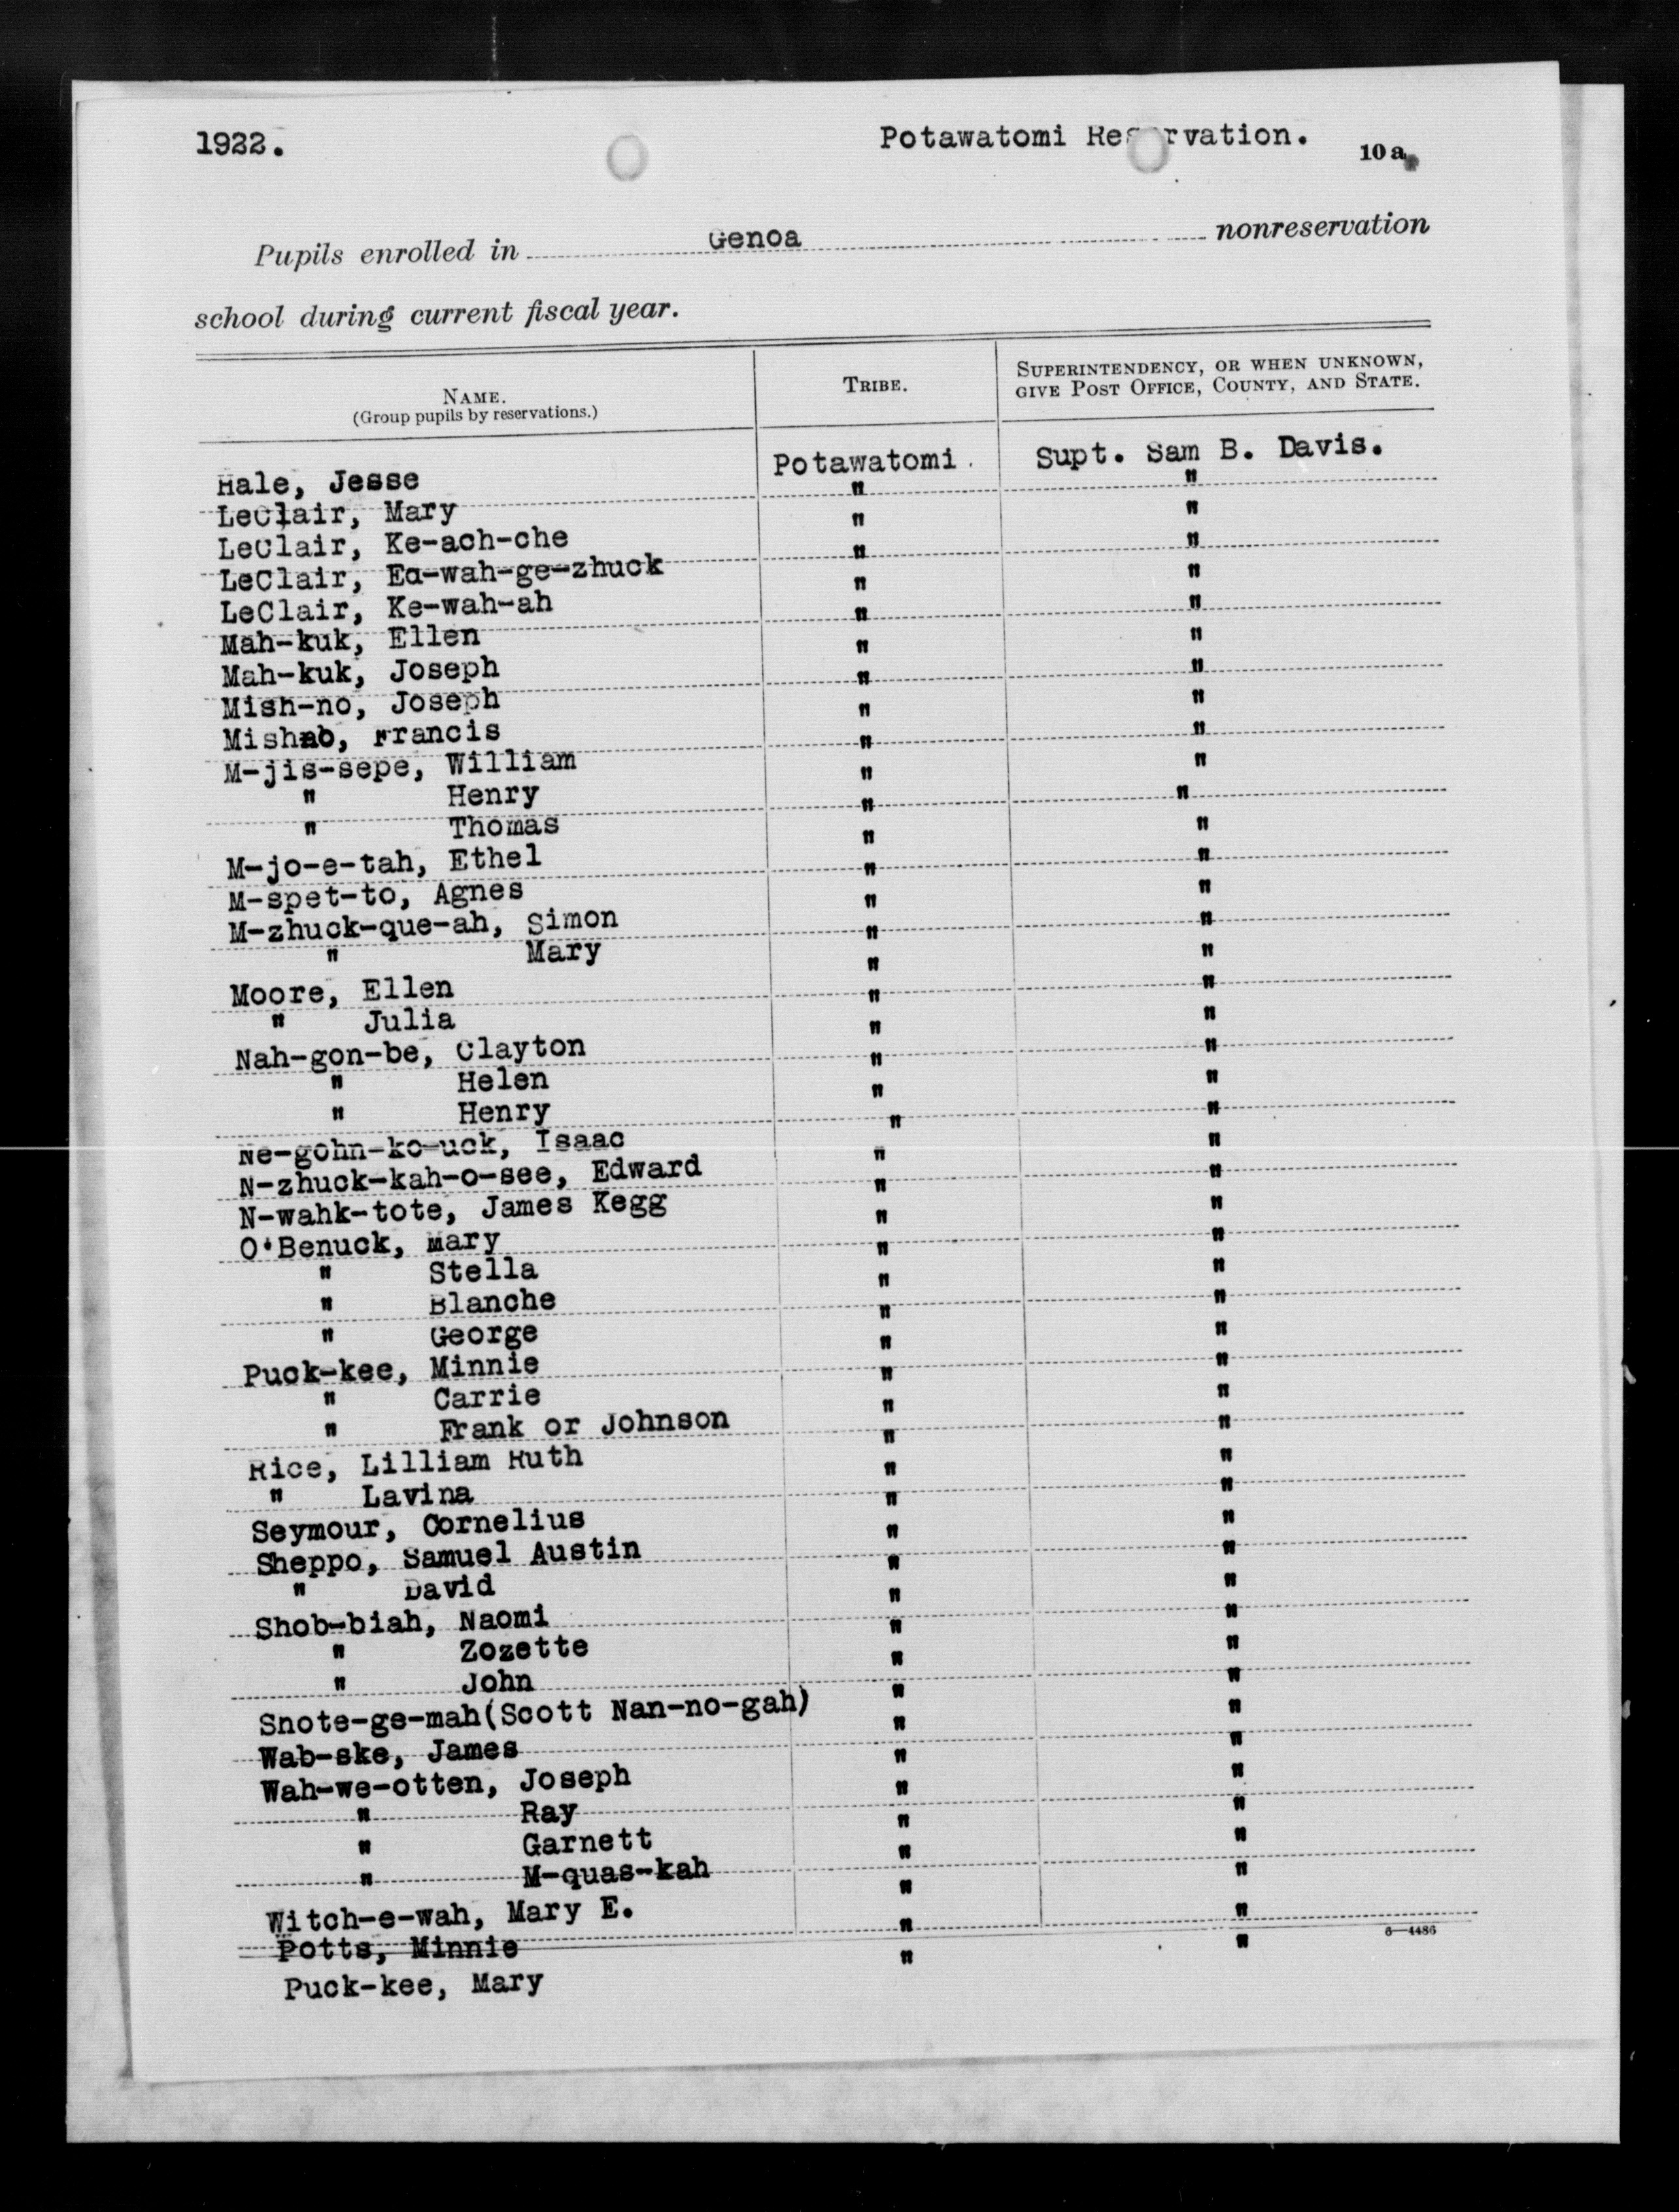 1922. Potawatomi Reservation. 10 a
Pupils enrolled in Genoa nonreservation
school during current fiscal year.
NAME. TRIBE. SUPERINTENDENCY, OR WHEN UNKNOWN,
(Group pupils by reservations.) GIVE POST OFFICE, COUNTY, AND STATE.
Hale, Jesse Potawatomi. Supt. Sam B. Davis.
LeClair, Mary " "
LeClair, Ke-ach-che " "
LeClair, Ea-wah-ge-zhuck " "
LeClair, Ke-wah-ah " "
Mah-kuk, Ellen " "
Mah-kuk, Joseph " "
Mish-no, Joseph " "
Mishno, Francis " "
M-jis-sepe, William " "
" Henry " "
" Thomas " "
M-jo-e-tah, Ethel " "
M-spet-to, Agnes " "
M-zhuck-que-ah, Simon " "
" Mary " "
Moore, Ellen " "
" Julia " "
Nah-gon-be, Clayton " "
" Helen " "
" Henry " "
Ne-gohn-ko-uck, Isaac " "
N-zhuck-kah-o-see, Edward " "
N-wahk-tote, James Kegg " "
O'Benuck, Mary " "
" Stella " "
" Blanche " "
" George " "
Puck-kee, Minnie " "
" Carrie " "
" Frank or Johnson " "
Rice, Lilliam Ruth " "
" Lavina " "
Seymour, Cornelius " "
Sheppo, Samuel Austin " "
" David " "
Shob-biah, Naomi " "
" Zozette " "
" John " "
Snote-ge-mah(Scott Nan-no-gah) " "
Wab-ske, James " "
Wah-we-otten, Joseph " "
" Ray " "
" Garnett " "
" M-quas-kah " "
Witch-e-wah, Mary E. " "
Potts, Minnie " " 6—4486
Puck-kee, Mary